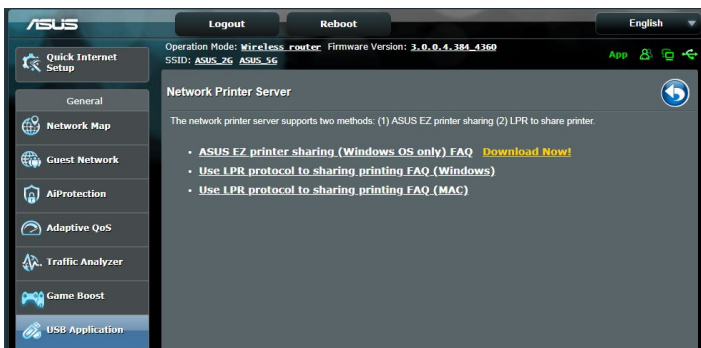 ASUS
Logout
Reboot
English
Quick Internet
Setup
Operation Mode: Wireless router Firmware Version: 3.0.0.4.384_4360
SSID: ASUS_2G ASUS_5G
App
General
Network Map
Guest Network
AiProtection
Adaptive QoS
Traffic Analyzer
Game Boost
USB Application
Network Printer Server
The network printer server supports two methods: (1) ASUS EZ printer sharing (2) LPR to share printer.
• ASUS EZ printer sharing (Windows OS only) FAQ Download Now!
• Use LPR protocol to sharing printing FAQ (Windows)
• Use LPR protocol to sharing printing FAQ (MAC)